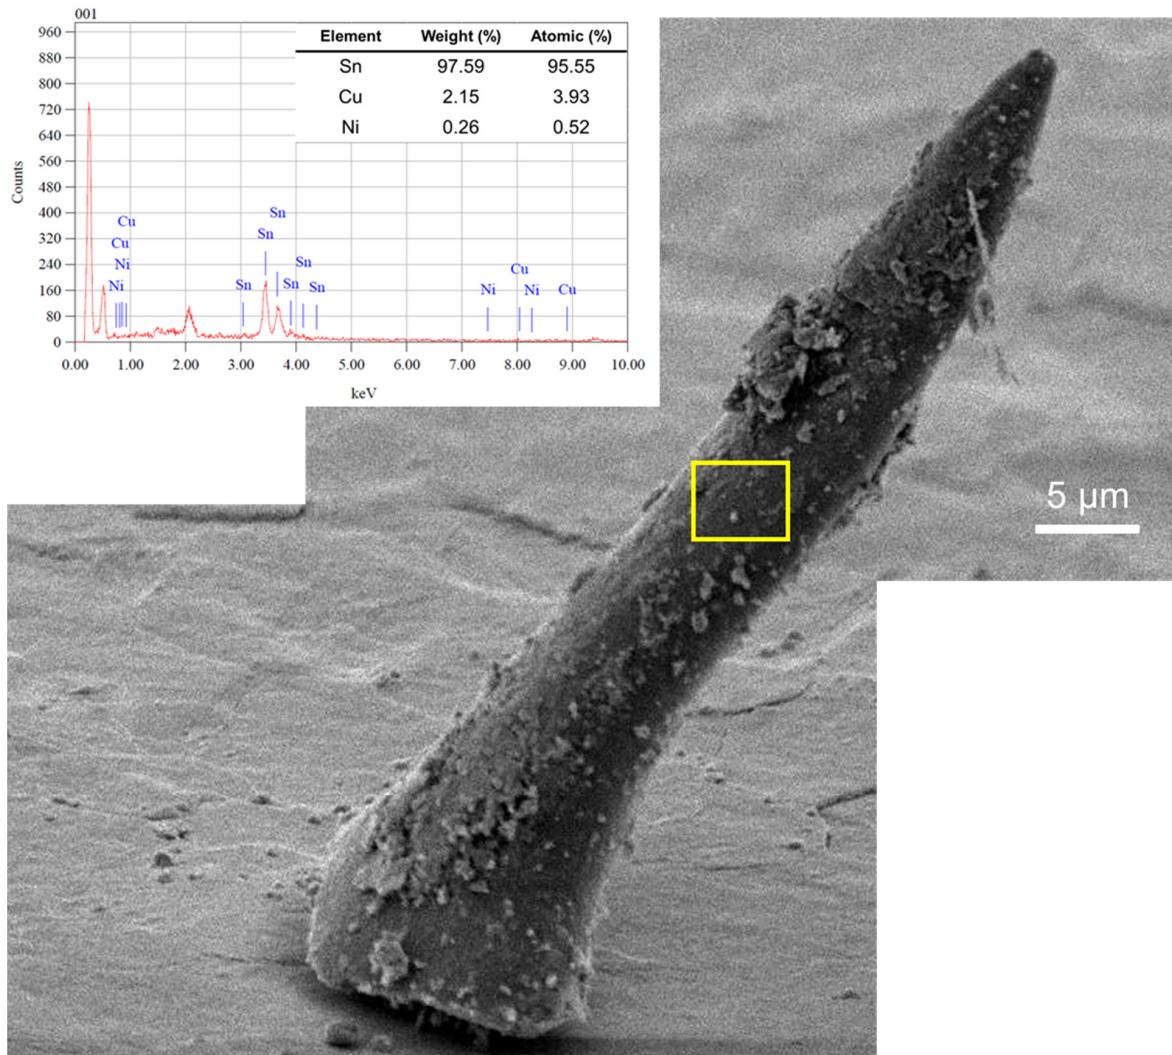 001
960
880
800
720
640
560
480
400
320
240
160
80
0
Counts
Element Weight (%) Atomic (%)
Sn 97.59 95.55
Cu 2.15 3.93
Ni 0.26 0.52
Cu
Cu
Ni
Ni
Sn
Sn
Sn
Sn
Sn
Sn
Ni
Cu
Ni
Cu
0.00 1.00 2.00 3.00 4.00 5.00 6.00 7.00 8.00 9.00 10.00
keV
5 μm